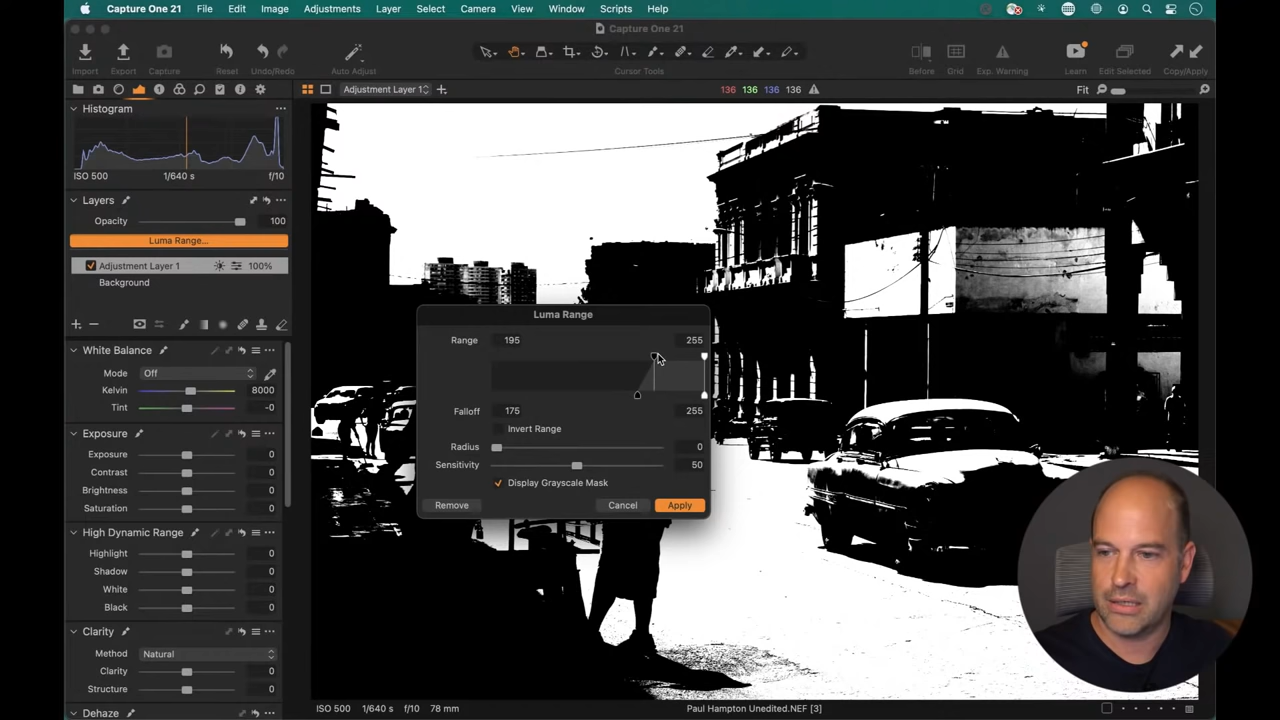 Capture One 21 File Edit Image Adjustments Layer Select Camera View Window Scripts Help
Capture One 21
Import Export Capture Reset Undo/Redo Auto Adjust Cursor Tools Before Grid Exp. Warning Learn Edit Selected Copy/Apply
Adjustment Layer 1 136 136 136 136 Fit
Histogram
ISO 500 1/640 s f/10
Layers
Opacity 100
Luma Range...
Adjustment Layer 1 100%
Background
White Balance
Mode Off
Kelvin 8000
Tint -0
Exposure
Exposure 0
Contrast 0
Brightness 0
Saturation 0
High Dynamic Range
Highlight 0
Shadow 0
White 0
Black 0
Clarity
Method Natural
Clarity 0
Structure 0
Dehaze
Luma Range
Range 195 255
Falloff 175 255
Invert Range
Radius 0
Sensitivity 50
Display Grayscale Mask
Remove Cancel Apply
ISO 500 1/640 s f/10 78 mm Paul Hampton Unedited.NEF [3]